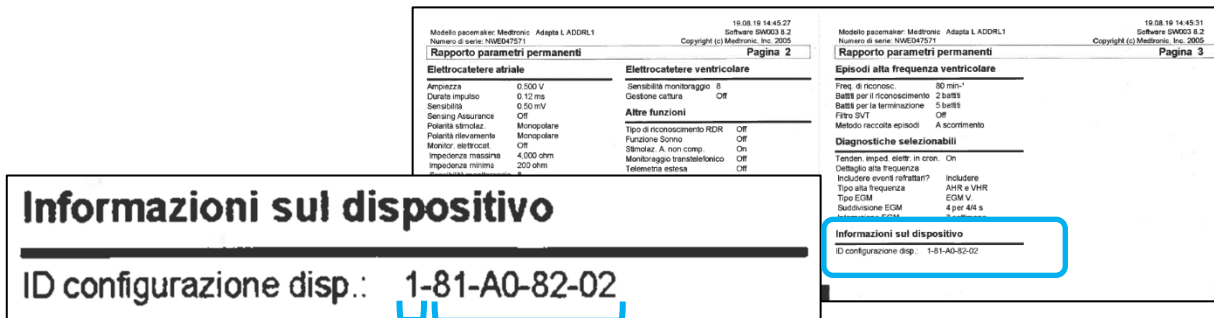 19.08.19 14:45:27
Modello pacemaker: Medtronic Adapta L ADDRL1 Software SW003 8.2
Numero di serie: NWE047571 Copyright (c) Medtronic, Inc. 2005
Rapporto parametri permanenti Pagina 2
Elettrocatetere atriale
Ampiezza 0.500 V
Durata impulso 0.12 ms
Sensibilità 0.50 mV
Sensing Assurance Off
Polarità stimolaz. Monopolare
Polarità rilevamento Monopolare
Monitor. elettrocat. Off
Impedenza massima 4,000 ohm
Impedenza minima 200 ohm
Elettrocatetere ventricolare
Sensibilità monitoraggio 8
Gestione cattura Off
Altre funzioni
Tipo di riconoscimento RDR Off
Funzione Sonno Off
Stimolaz. A. non comp. On
Monitoraggio transtelefonico Off
Telemetria estesa Off
19.08.19 14:45:31
Modello pacemaker: Medtronic Adapta L ADDRL1 Software SW003 8.2
Numero di serie: NWE047571 Copyright (c) Medtronic, Inc. 2005
Rapporto parametri permanenti Pagina 3
Episodi alta frequenza ventricolare
Freq. di riconosc. 80 min-¹
Battiti per il riconoscimento 2 battiti
Battiti per la terminazione 5 battiti
Filtro SVT Off
Metodo raccolta episodi A scorrimento
Diagnostiche selezionabili
Tenden. imped. elettr. in cron. On
Dettaglio alta frequenza
Includere eventi refrattari? Includere
Tipo alta frequenza AHR e VHR
Tipo EGM EGM V.
Suddivisione EGM 4 per 4/4 s
Informazioni sul dispositivo
ID configurazione disp.: 1-81-A0-82-02
Informazioni sul dispositivo
ID configurazione disp.: 1-81-A0-82-02